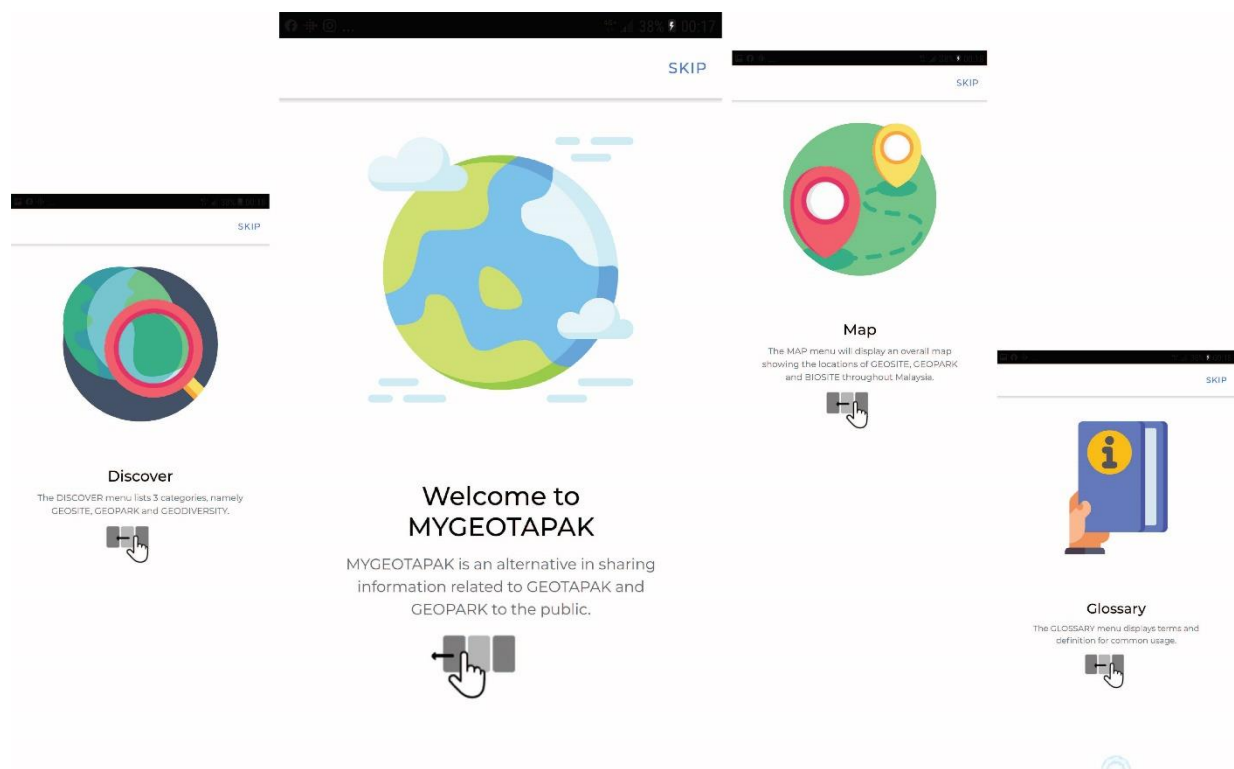 SKIP
Discover
The DISCOVER menu lists 3 categories, namely
GEOSITE, GEOPARK and GEODIVERSITY.
38% 00:17
SKIP
Welcome to
MYGEOTAPAK
MYGEOTAPAK is an alternative in sharing
information related to GEOTAPAK and
GEOPARK to the public.
SKIP
Map
The MAP menu will display an overall map
showing the locations of GEOSITE, GEOPARK
and BIOSITE throughout Malaysia.
SKIP
i
Glossary
The GLOSSARY menu displays terms and
definition for common usage.